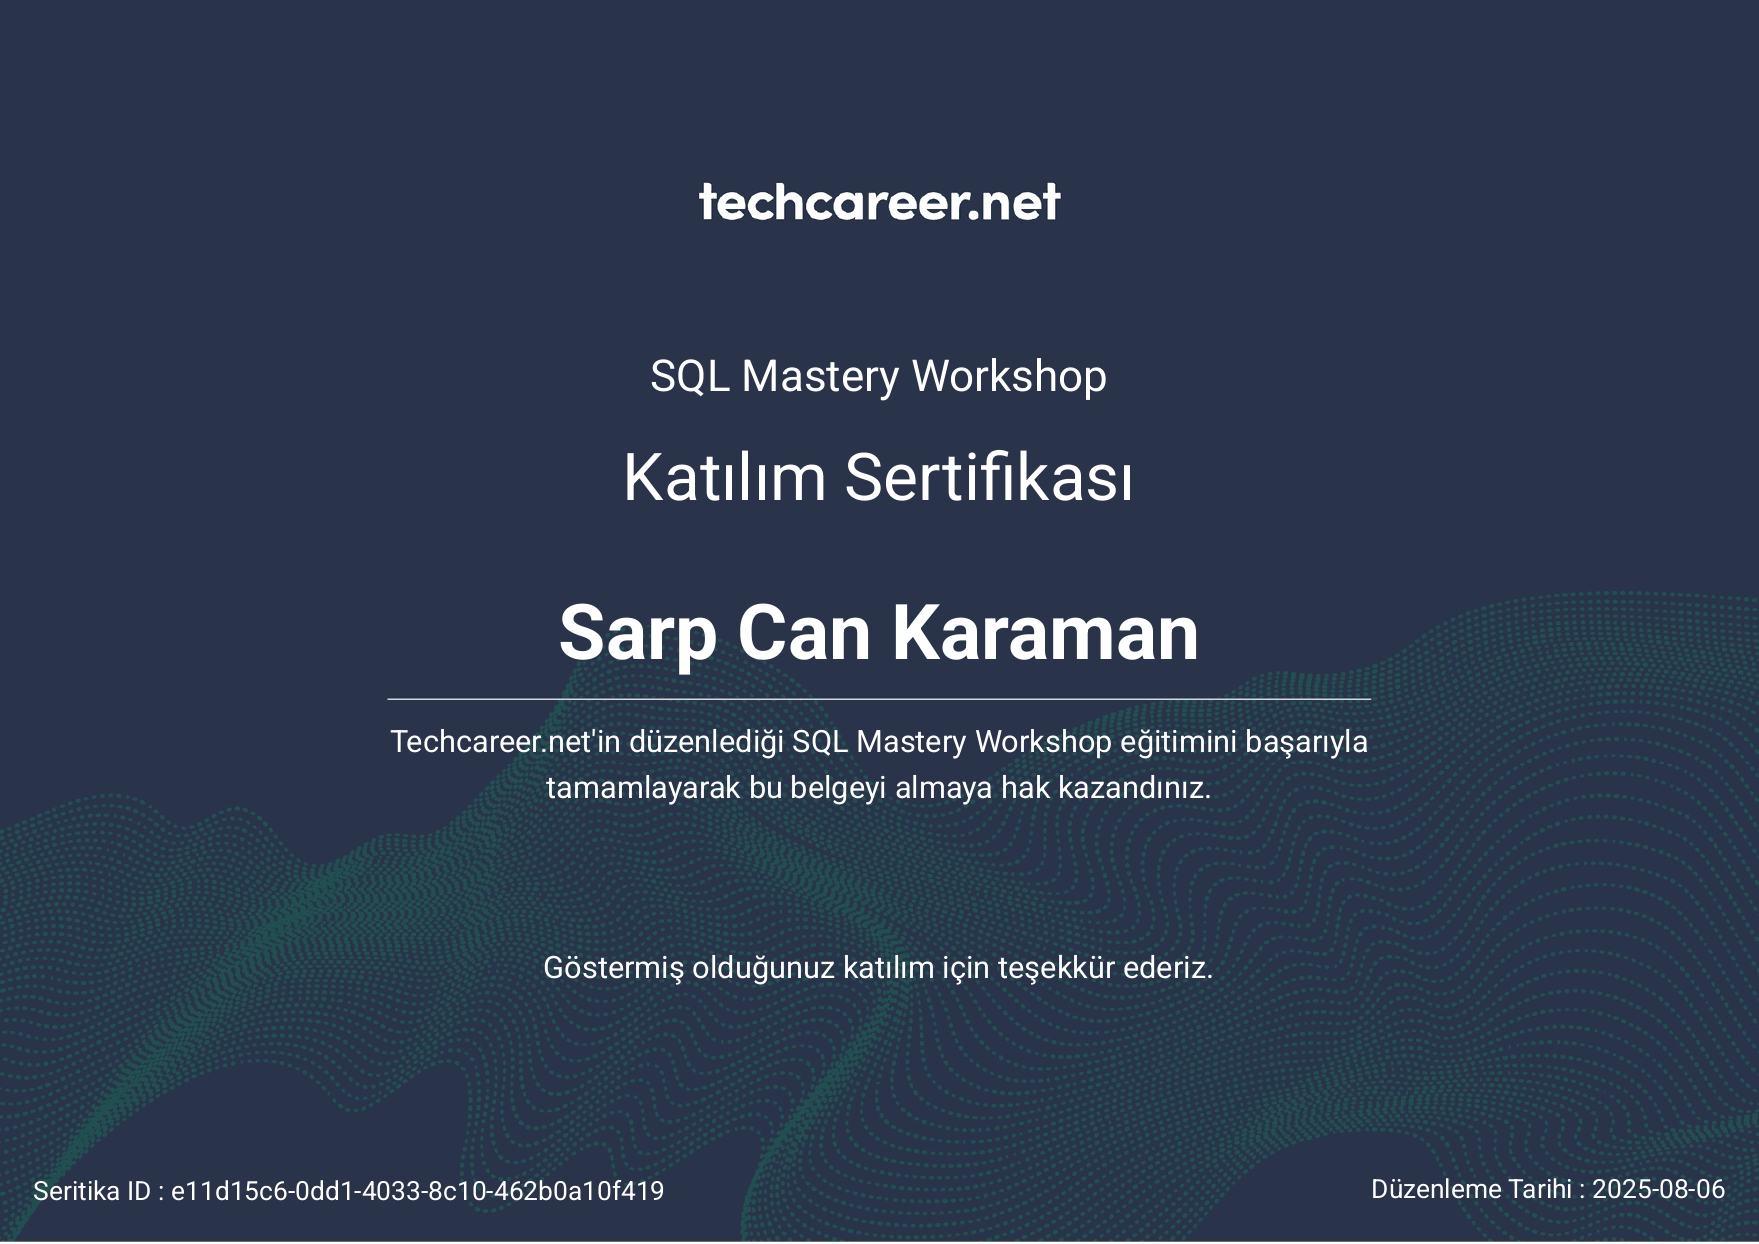 techcareer.net
SQL Mastery Workshop
Katılım Sertifikası
Sarp Can Karaman
Techcareer.net'in düzenlediği SQL Mastery Workshop eğitimini başarıyla
tamamlayarak bu belgeyi almaya hak kazandınız.
Göstermiş olduğunuz katılım için teşekkür ederiz.
Seritika ID : e11d15c6-0dd1-4033-8c10-462b0a10f419
Düzenleme Tarihi : 2025-08-06